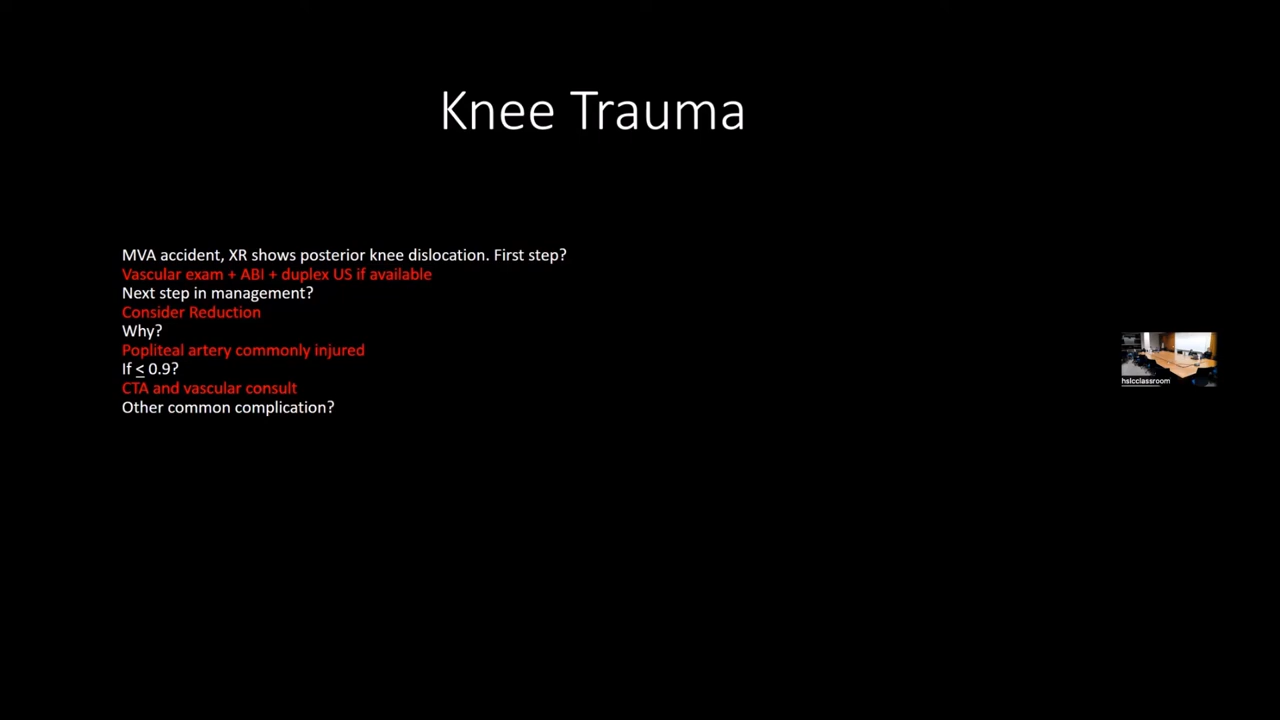 Knee Trauma
MVA accident, XR shows posterior knee dislocation. First step?
Vascular exam + ABI + duplex US if available
Next step in management?
Consider Reduction
Why?
Popliteal artery commonly injured
If ≤ 0.9?
CTA and vascular consult
Other common complication?
hslcclassroom